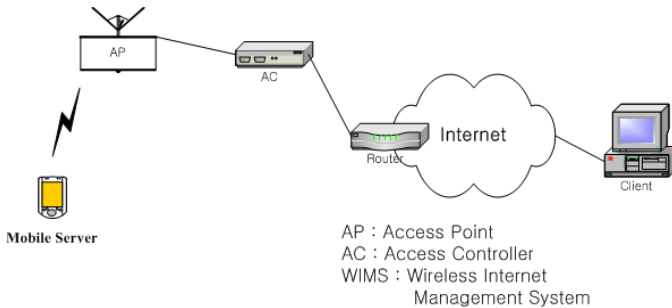 AP
AC
Router
Internet
Client
Mobile Server
AP : Access Point
AC : Access Controller
WIMS : Wireless Internet
Management System